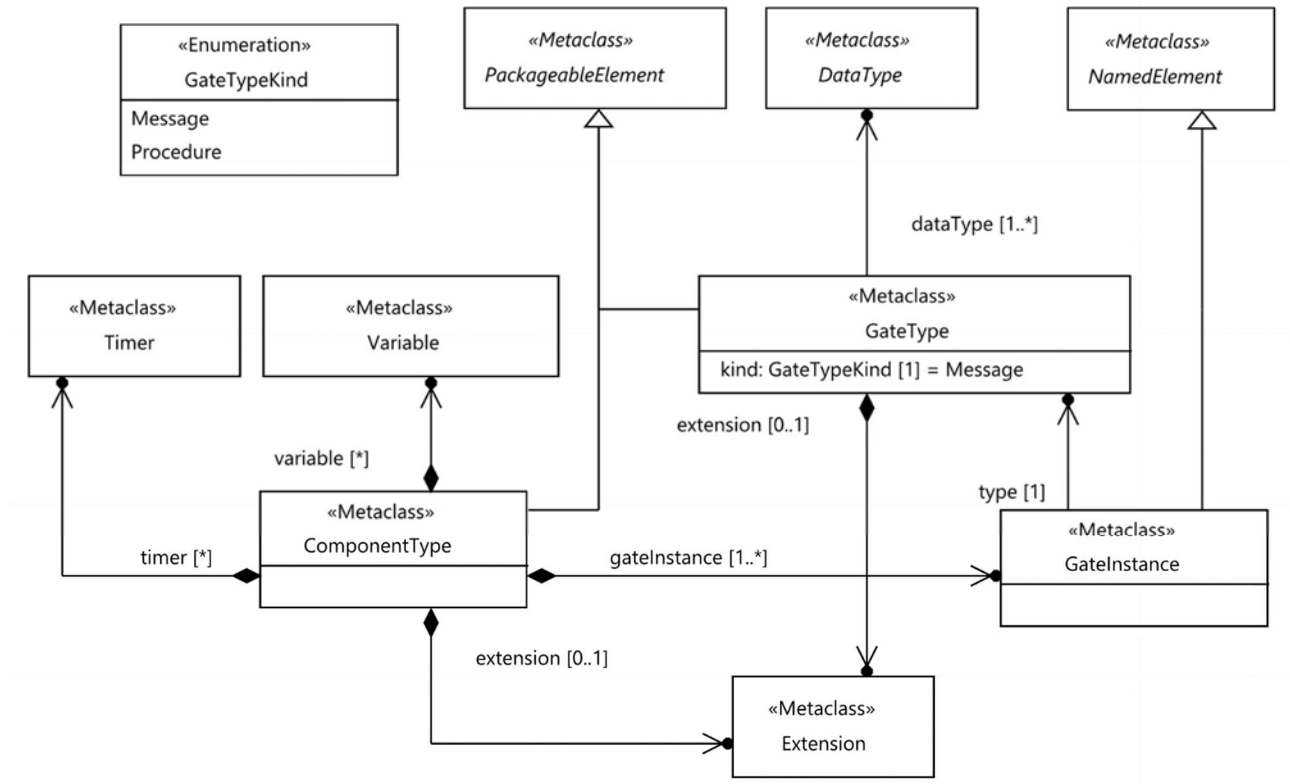 «Enumeration»
GateTypeKind
Message
Procedure
«Metaclass»
PackageableElement
«Metaclass»
DataType
«Metaclass»
NamedElement
dataType [1..*]
«Metaclass»
Timer
«Metaclass»
Variable
«Metaclass»
GateType
kind: GateTypeKind [1] = Message
extension [0..1]
variable [*]
type [1]
«Metaclass»
ComponentType
«Metaclass»
GateInstance
timer [*]
gateInstance [1..*]
extension [0..1]
«Metaclass»
Extension